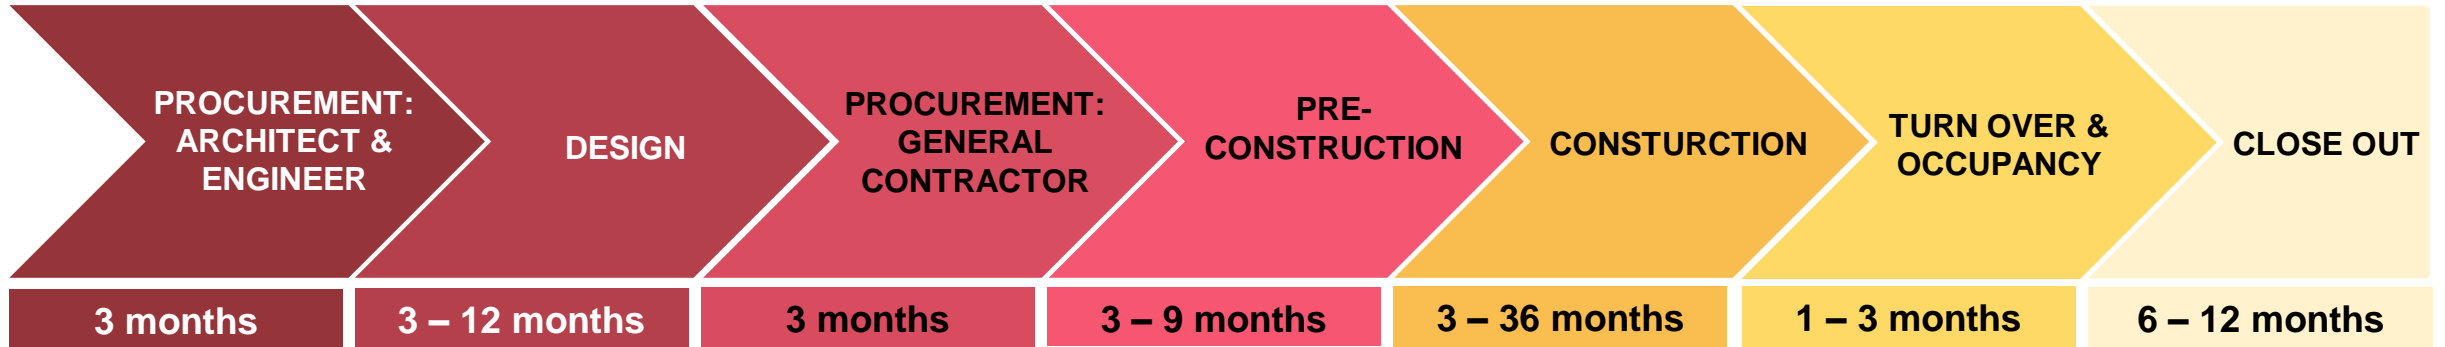 PROCUREMENT:
ARCHITECT &
ENGINEER
DESIGN
PROCUREMENT:
GENERAL
CONTRACTOR
PRE-
CONSTRUCTION
CONSTURCTION
TURN OVER &
OCCUPANCY
CLOSE OUT
3 months
3 – 12 months
3 months
3 – 9 months
3 – 36 months
1 – 3 months
6 – 12 months